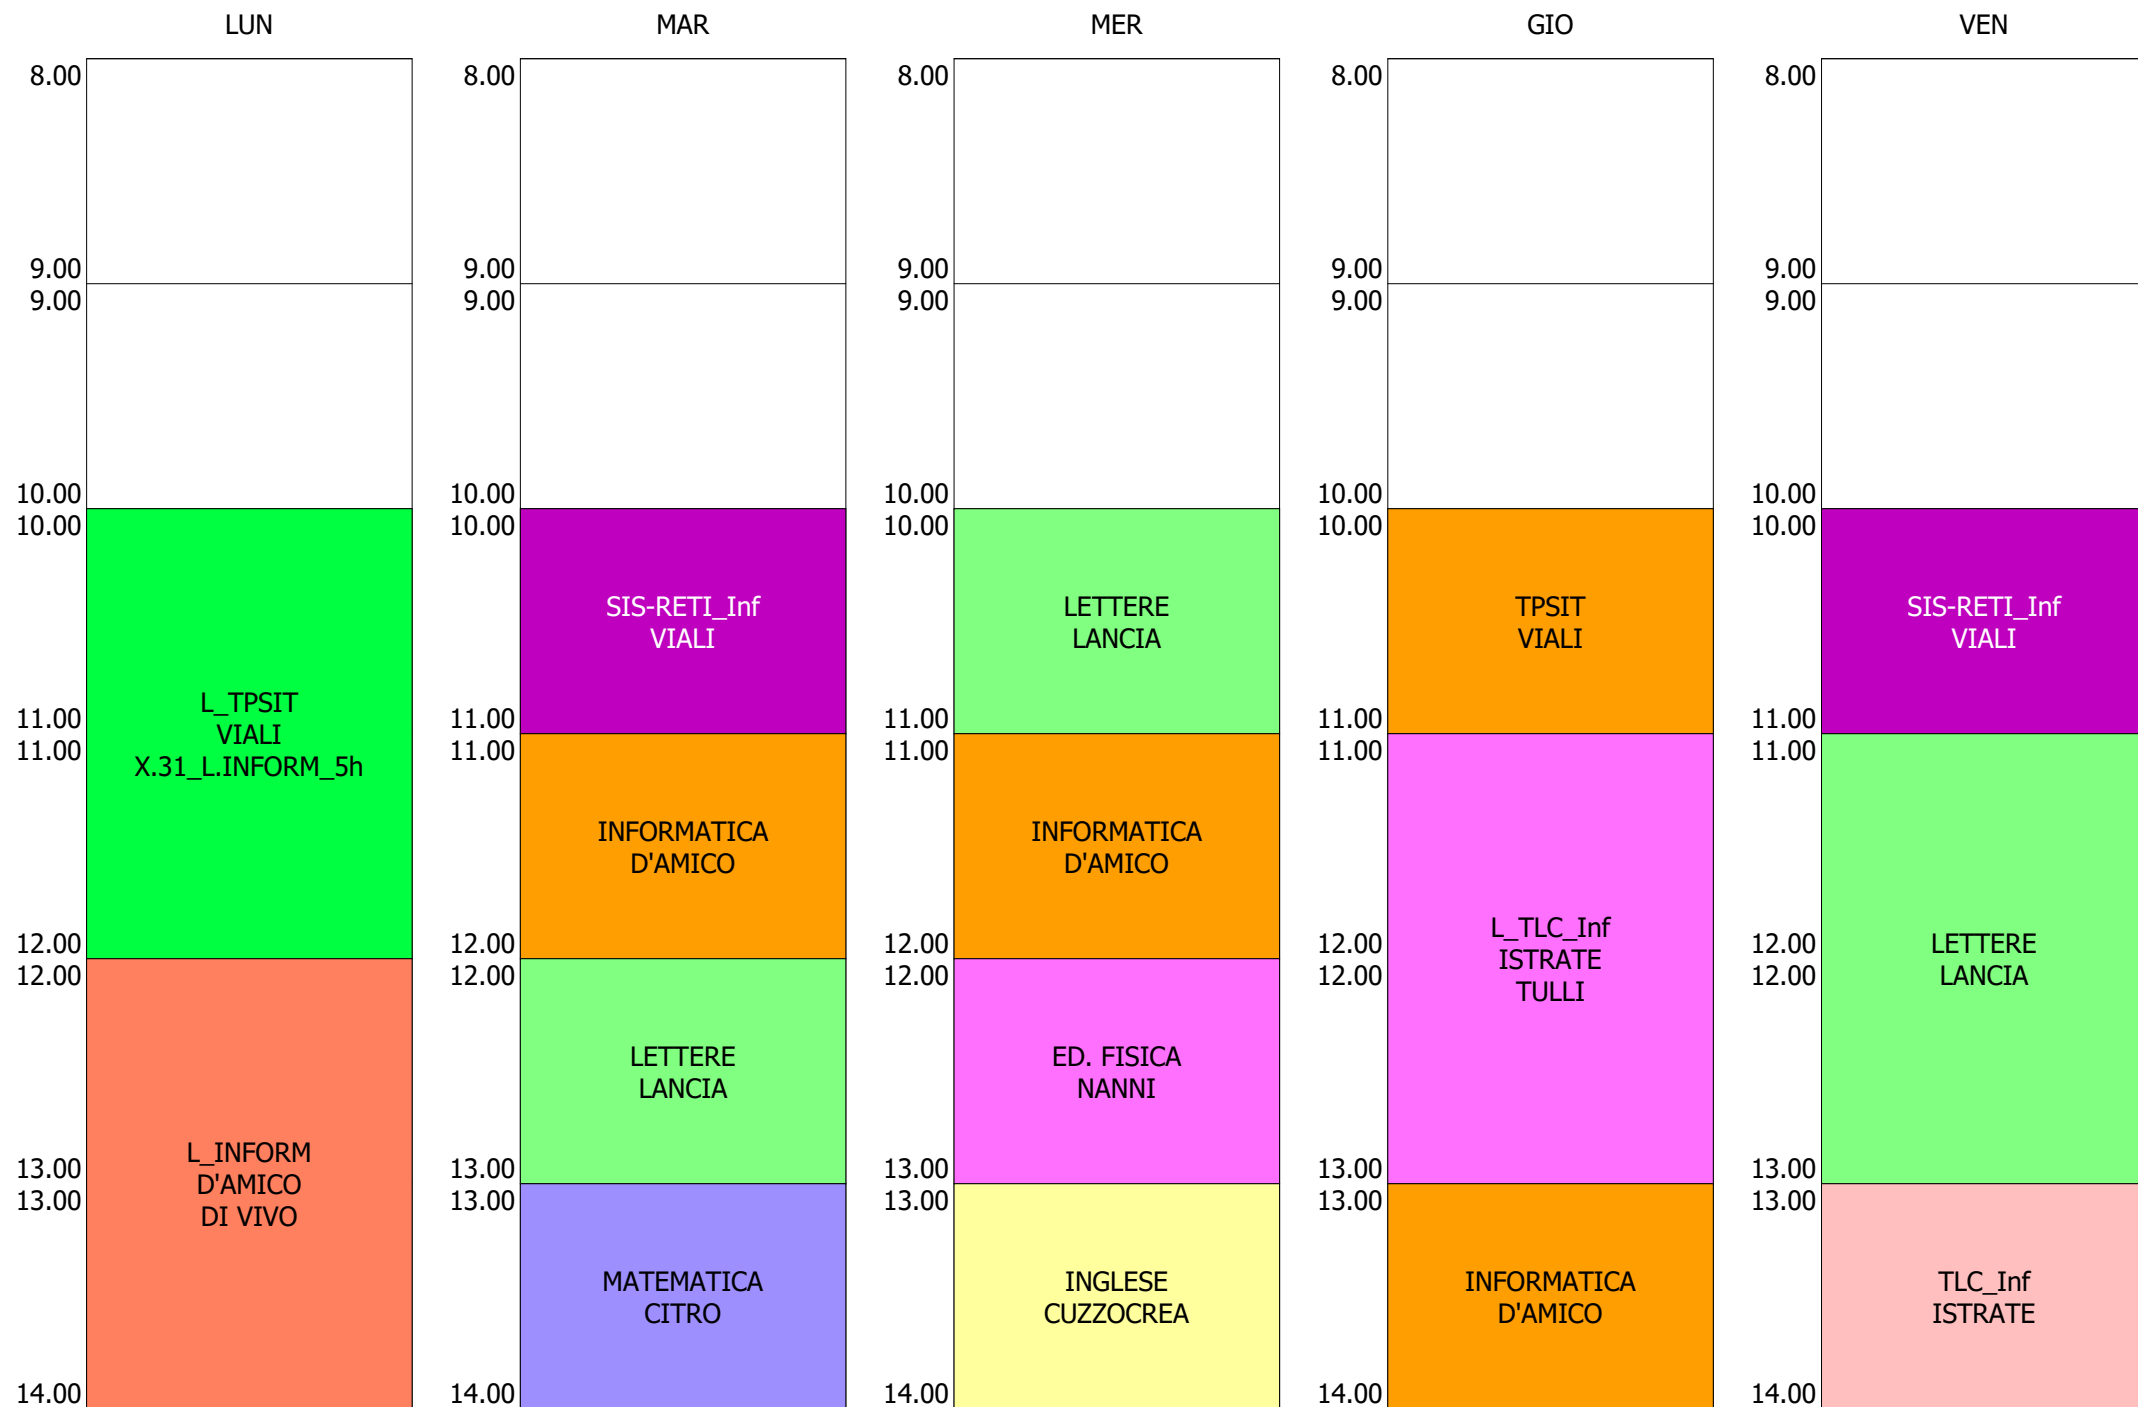 LUN
MAR
MER
GIO
VEN
8.00
8.00
8.00
8.00
8.00
9.00
9.00
9.00
9.00
9.00
9.00
9.00
9.00
9.00
9.00
10.00
10.00
10.00
10.00
10.00
10.00
10.00
10.00
10.00
10.00
SIS-RETI_Inf
VIALI
LETTERE
LANCIA
TPSIT
VIALI
SIS-RETI_Inf
VIALI
L_TPSIT
VIALI
X.31_L.INFORM_5h
11.00
11.00
11.00
11.00
11.00
11.00
11.00
11.00
11.00
11.00
INFORMATICA
D'AMICO
INFORMATICA
D'AMICO
L_TLC_Inf
ISTRATE
TULLI
LETTERE
LANCIA
12.00
12.00
12.00
12.00
12.00
12.00
12.00
12.00
12.00
12.00
LETTERE
LANCIA
ED. FISICA
NANNI
L_INFORM
D'AMICO
DI VIVO
13.00
13.00
13.00
13.00
13.00
13.00
13.00
13.00
13.00
13.00
MATEMATICA
CITRO
INGLESE
CUZZOCREA
INFORMATICA
D'AMICO
TLC_Inf
ISTRATE
14.00
14.00
14.00
14.00
14.00